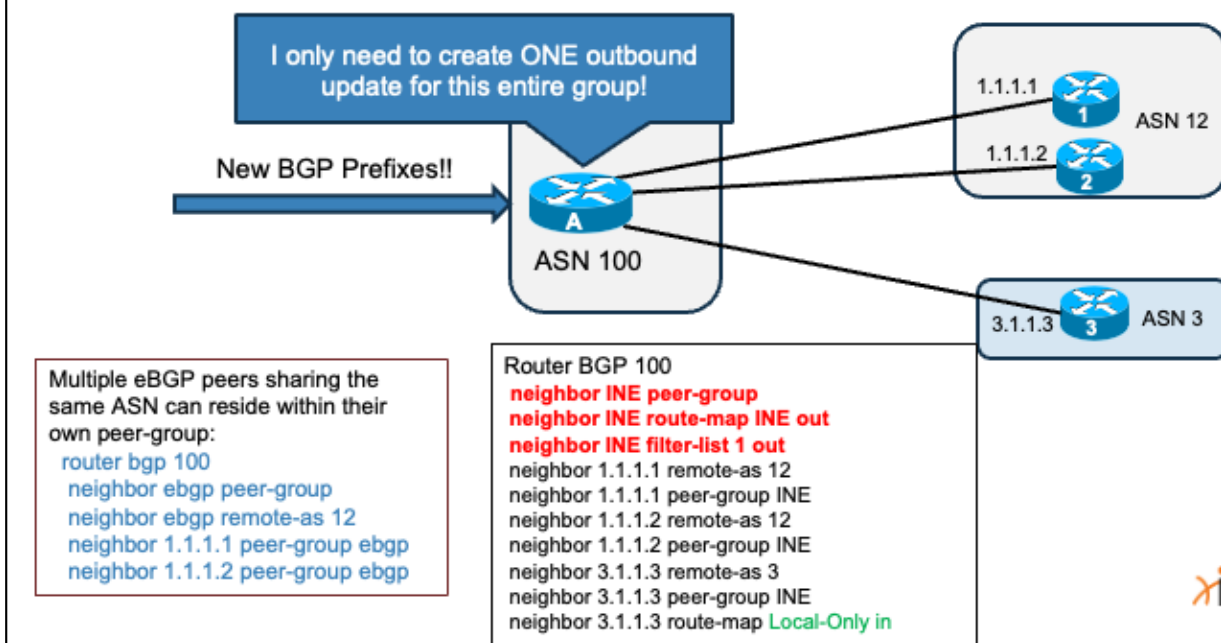 I only need to create ONE outbound
update for this entire group!
New BGP Prefixes!!
A
ASN 100
1.1.1.1
1
ASN 12
1.1.1.2
2
3.1.1.3
3
ASN 3
Multiple eBGP peers sharing the
same ASN can reside within their
own peer-group:
router bgp 100
neighbor ebgp peer-group
neighbor ebgp remote-as 12
neighbor 1.1.1.1 peer-group ebgp
neighbor 1.1.1.2 peer-group ebgp
Router BGP 100
neighbor INE peer-group
neighbor INE route-map INE out
neighbor INE filter-list 1 out
neighbor 1.1.1.1 remote-as 12
neighbor 1.1.1.1 peer-group INE
neighbor 1.1.1.2 remote-as 12
neighbor 1.1.1.2 peer-group INE
neighbor 3.1.1.3 remote-as 3
neighbor 3.1.1.3 peer-group INE
neighbor 3.1.1.3 route-map Local-Only in